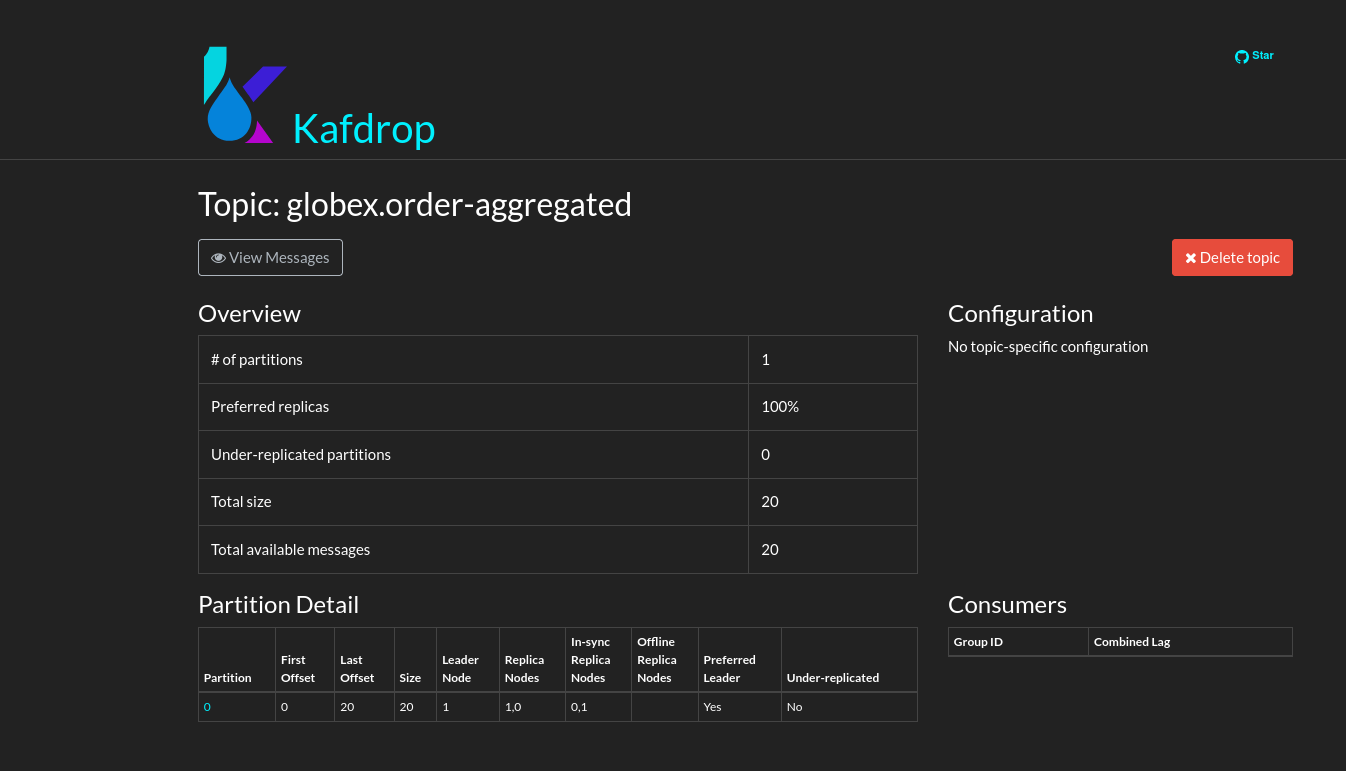 Star
Kafdrop
Topic: globex.order-aggregated
View Messages
Delete topic
Overview
# of partitions 1
Preferred replicas 100%
Under-replicated partitions 0
Total size 20
Total available messages 20
Configuration
No topic-specific configuration
Partition Detail
Partition First Offset Last Offset Size Leader Node Replica Nodes In-sync Replica Nodes Offline Replica Nodes Preferred Leader Under-replicated
0 0 20 20 1 1,0 0,1 Yes No
Consumers
Group ID Combined Lag